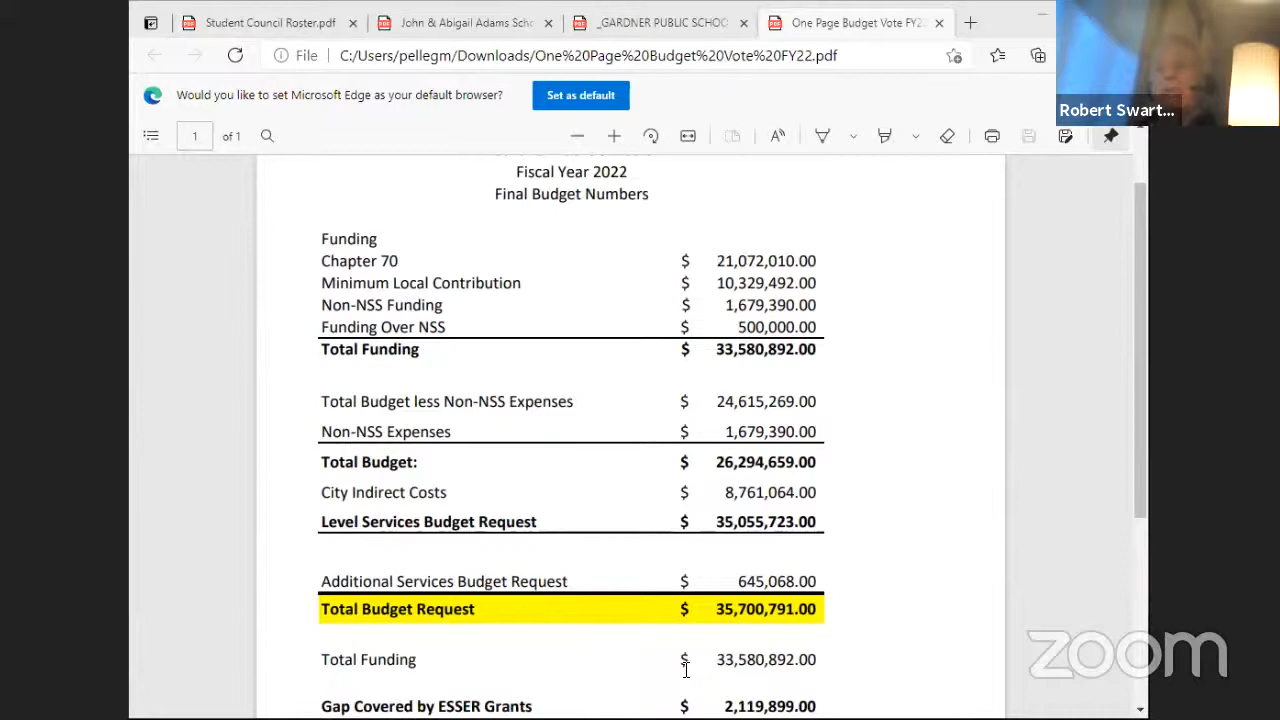 Student Council Roster.pdf
John & Abigail Adams Scho
_GARDNER PUBLIC SCHOO
One Page Budget Vote FY2
File
C:/Users/pellegm/Downloads/One%20Page%20Budget%20Vote%20FY22.pdf
Would you like to set Microsoft Edge as your default browser?
Set as default
Robert Swart...
1 of 1
Fiscal Year 2022
Final Budget Numbers
Funding
Chapter 70 $ 21,072,010.00
Minimum Local Contribution $ 10,329,492.00
Non-NSS Funding $ 1,679,390.00
Funding Over NSS $ 500,000.00
Total Funding $ 33,580,892.00
Total Budget less Non-NSS Expenses $ 24,615,269.00
Non-NSS Expenses $ 1,679,390.00
Total Budget: $ 26,294,659.00
City Indirect Costs $ 8,761,064.00
Level Services Budget Request $ 35,055,723.00
Additional Services Budget Request $ 645,068.00
Total Budget Request $ 35,700,791.00
Total Funding $ 33,580,892.00
Gap Covered by ESSER Grants $ 2,119,899.00
zoom